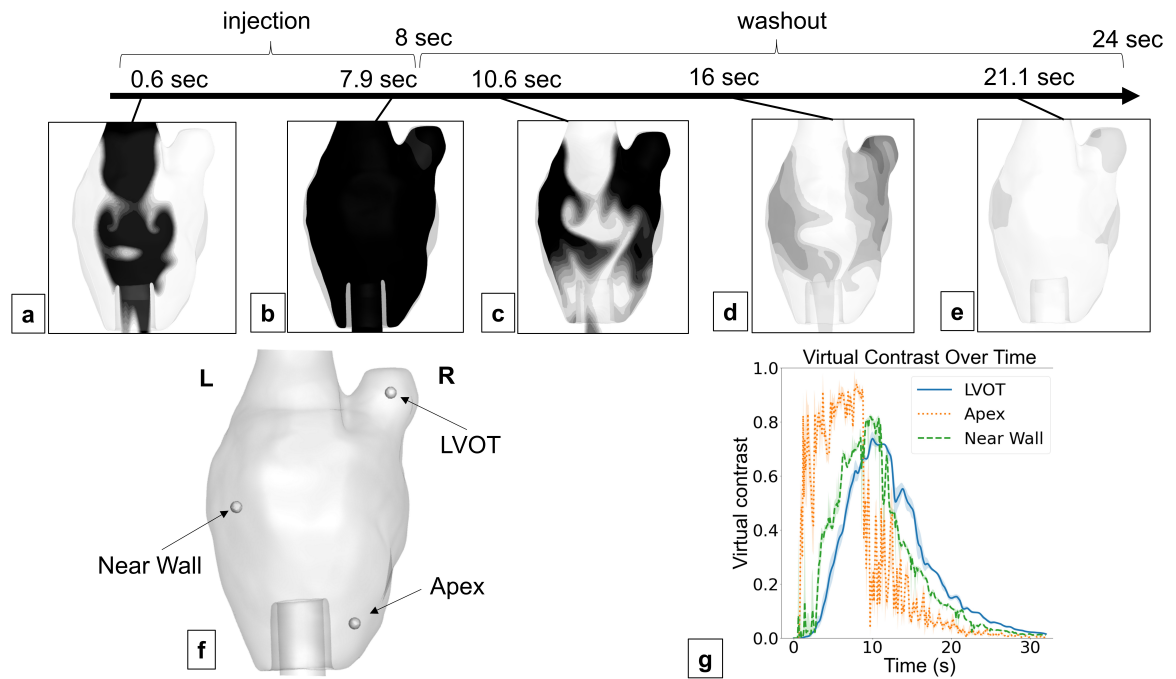 injection
washout
8 sec
24 sec
0.6 sec
7.9 sec
10.6 sec
16 sec
21.1 sec
a
b
c
d
e
L
R
LVOT
Near Wall
Apex
f
Virtual Contrast Over Time
1.0
0.8
0.6
0.4
0.2
0.0
Virtual contrast
LVOT
Apex
Near Wall
0
10
20
30
Time (s)
g